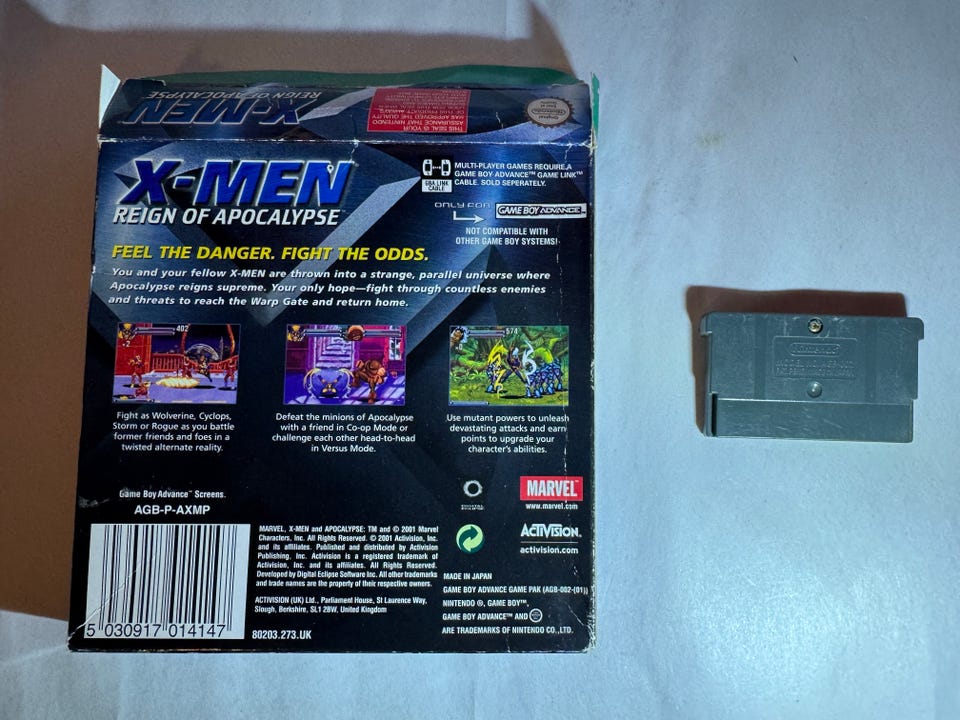 X-MEN
REIGN OF APOCALYPSE
THIS SEAL IS YOUR
ASSURANCE THAT NINTENDO
HAS APPROVED THE QUALITY
OF THIS PRODUCT
Original
Nintendo
Seal of
Quality
X-MEN
REIGN OF APOCALYPSE™
GBA LINK
CABLE
MULTI-PLAYER GAMES REQUIRE A
GAME BOY ADVANCE™ GAME LINK™
CABLE. SOLD SEPERATELY.
ONLY FOR
GAME BOY ADVANCE
NOT COMPATIBLE WITH
OTHER GAME BOY SYSTEMS!
FEEL THE DANGER. FIGHT THE ODDS.
You and your fellow X-MEN are thrown into a strange, parallel universe where
Apocalypse reigns supreme. Your only hope—fight through countless enemies
and threats to reach the Warp Gate and return home.
402
574
Fight as Wolverine, Cyclops,
Storm or Rogue as you battle
former friends and foes in a
twisted alternate reality.
Defeat the minions of Apocalypse
with a friend in Co-op Mode or
challenge each other head-to-head
in Versus Mode.
Use mutant powers to unleash
devastating attacks and earn
points to upgrade your
character's abilities.
Game Boy Advance™ Screens.
AGB-P-AXMP
MARVEL
www.marvel.com
ACTIVISION.
activision.com
MARVEL, X-MEN and APOCALYPSE: TM and © 2001 Marvel
Characters, Inc. All Rights Reserved. © 2001 Activision, Inc.
and its affiliates. Published and distributed by Activision
Publishing, Inc. Activision is a registered trademark of
Activision, Inc. and its affiliates. All Rights Reserved.
Developed by Digital Eclipse Software Inc. All other trademarks
and trade names are the property of their respective owners.
ACTIVISION (UK) Ltd., Parliament House, St Laurence Way,
Slough, Berkshire, SL1 2BW, United Kingdom
5 030917 014147
80203.273.UK
MADE IN JAPAN
GAME BOY ADVANCE GAME PAK (AGB-002-(01))
NINTENDO ®, GAME BOY™,
GAME BOY ADVANCE™ AND
ARE TRADEMARKS OF NINTENDO CO.,LTD.
Nintendo